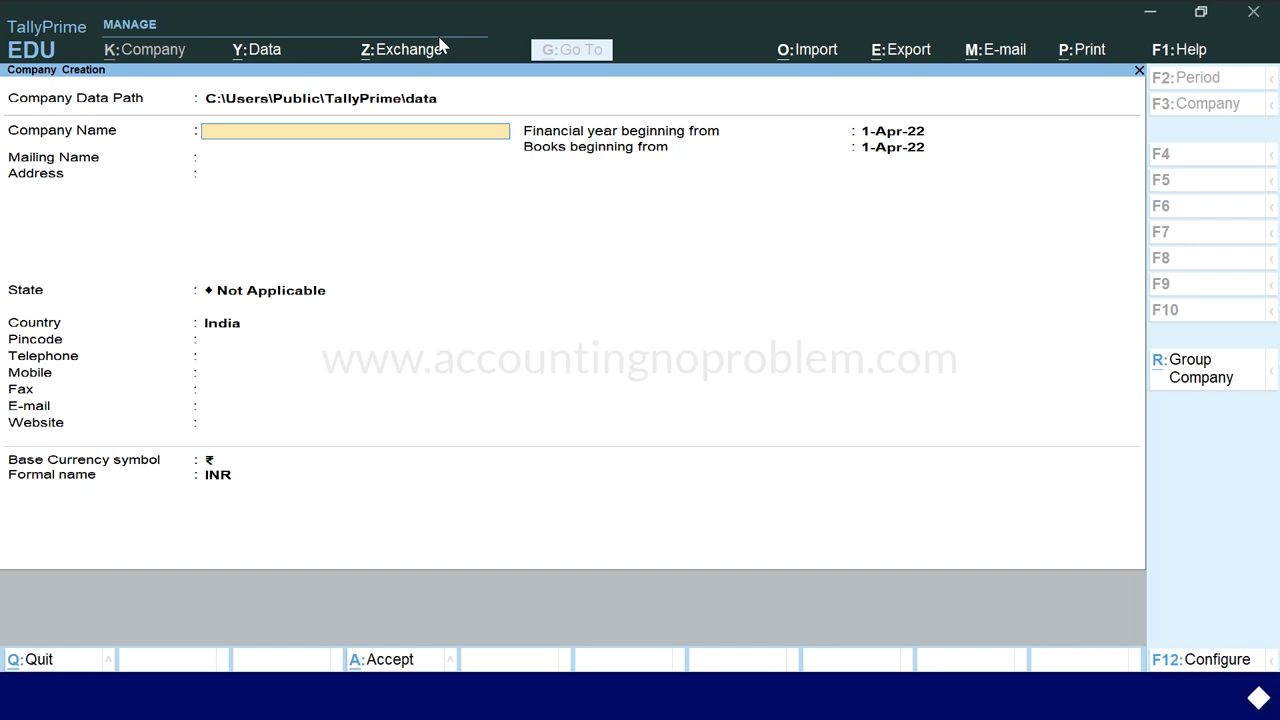 TallyPrime
EDU
MANAGE
K:Company Y:Data Z:Exchange G:Go To O:Import E:Export M:E-mail P:Print F1:Help
Company Creation
Company Data Path : C:\Users\Public\TallyPrime\data
Company Name : Financial year beginning from : 1-Apr-22
Books beginning from : 1-Apr-22
Mailing Name :
Address :
State : ♦ Not Applicable
Country : India
Pincode :
Telephone :
Mobile :
Fax :
E-mail :
Website :
www.accountingnoproblem.com
Base Currency symbol : ₹
Formal name : INR
F2:Period
F3:Company
F4
F5
F6
F7
F8
F9
F10
R:Group
Company
Q:Quit A:Accept F12:Configure